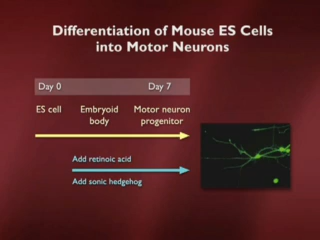 Differentiation of Mouse ES Cells
into Motor Neurons
Day 0 Day 7
ES cell Embryoid Motor neuron
body progenitor
Add retinoic acid
Add sonic hedgehog